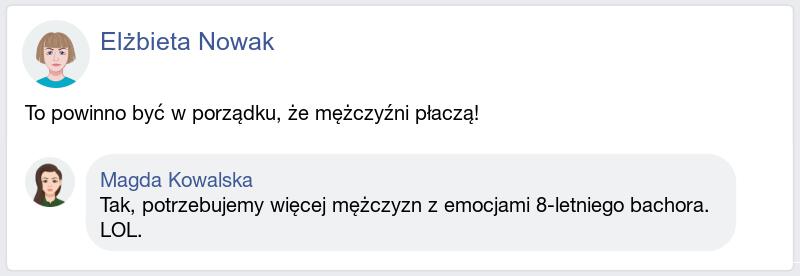 Elżbieta Nowak
To powinno być w porządku, że mężczyźni płaczą!
Magda Kowalska
Tak, potrzebujemy więcej mężczyzn z emocjami 8-letniego bachora.
LOL.